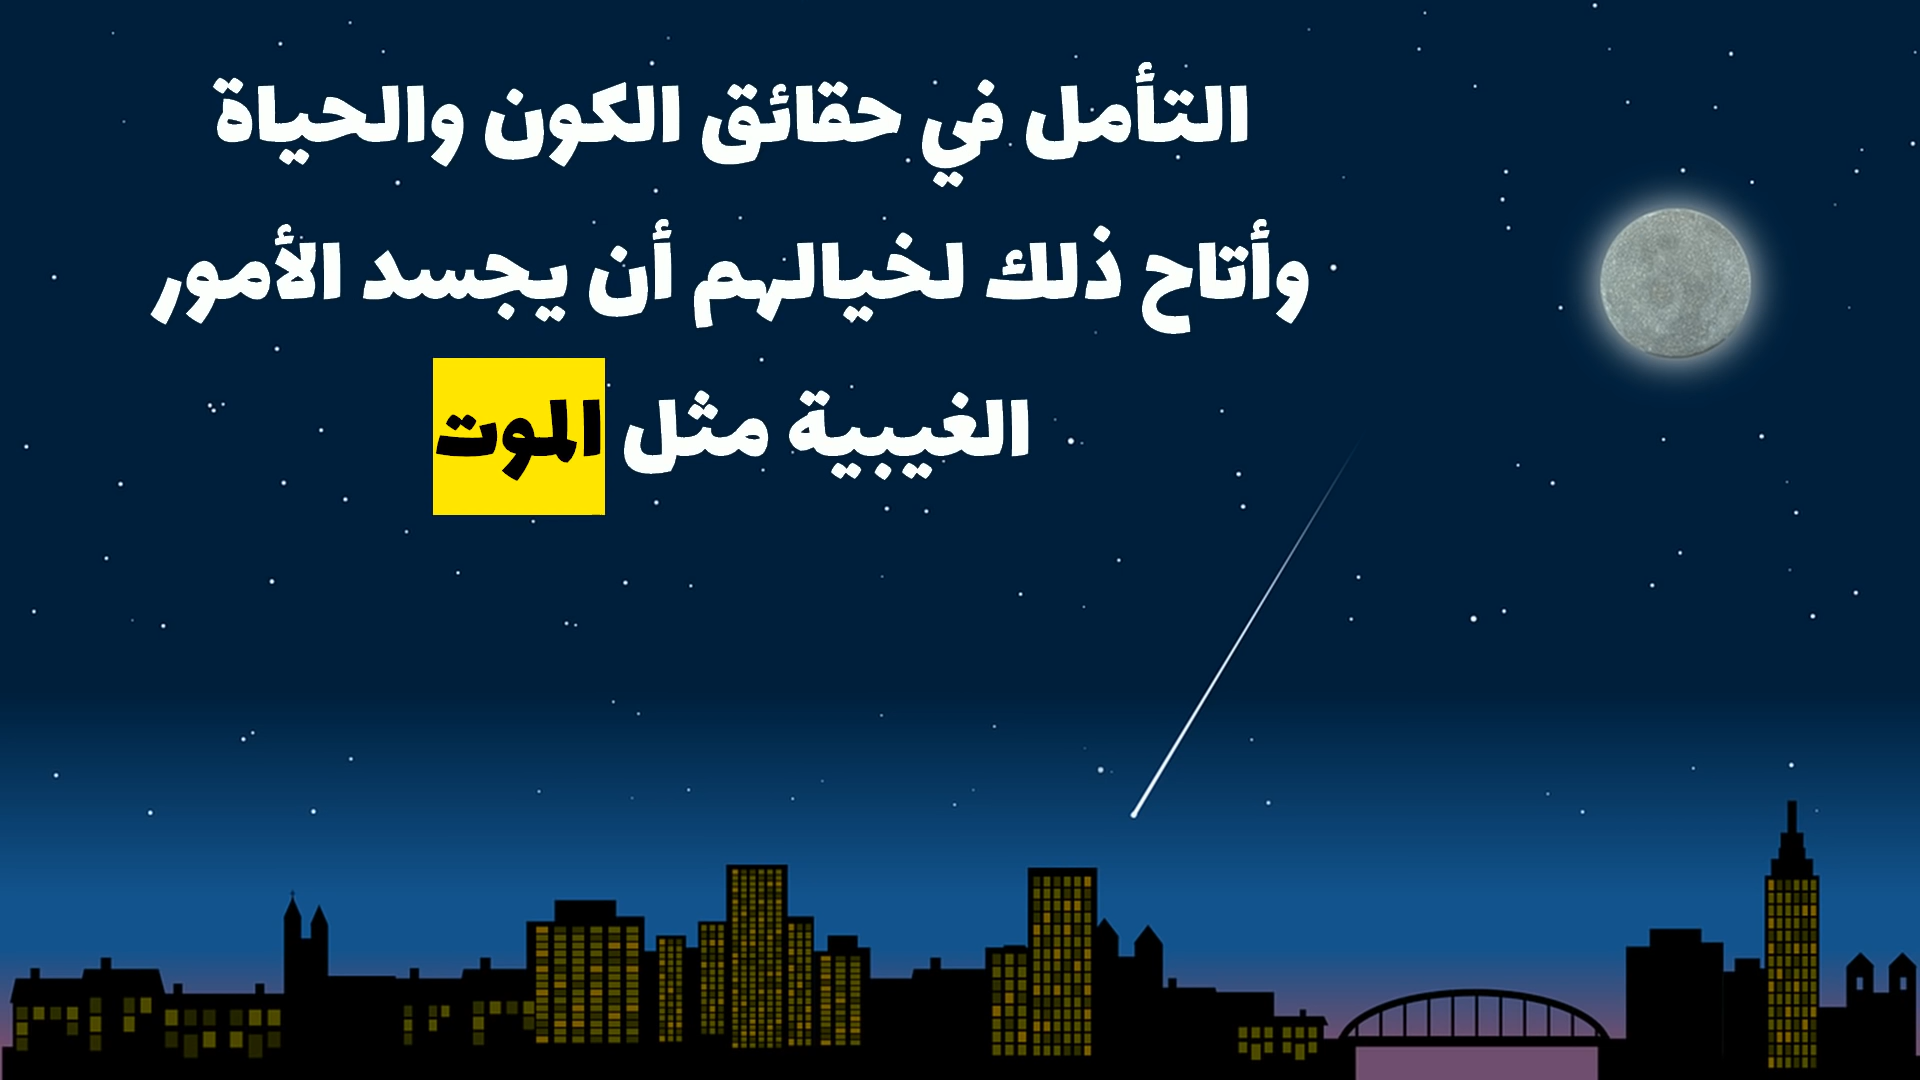 التأمل في حقائق الكون والحياة
وأتاح ذلك لخيالهم أن يجسد الأمور
الغيبية مثل الموت